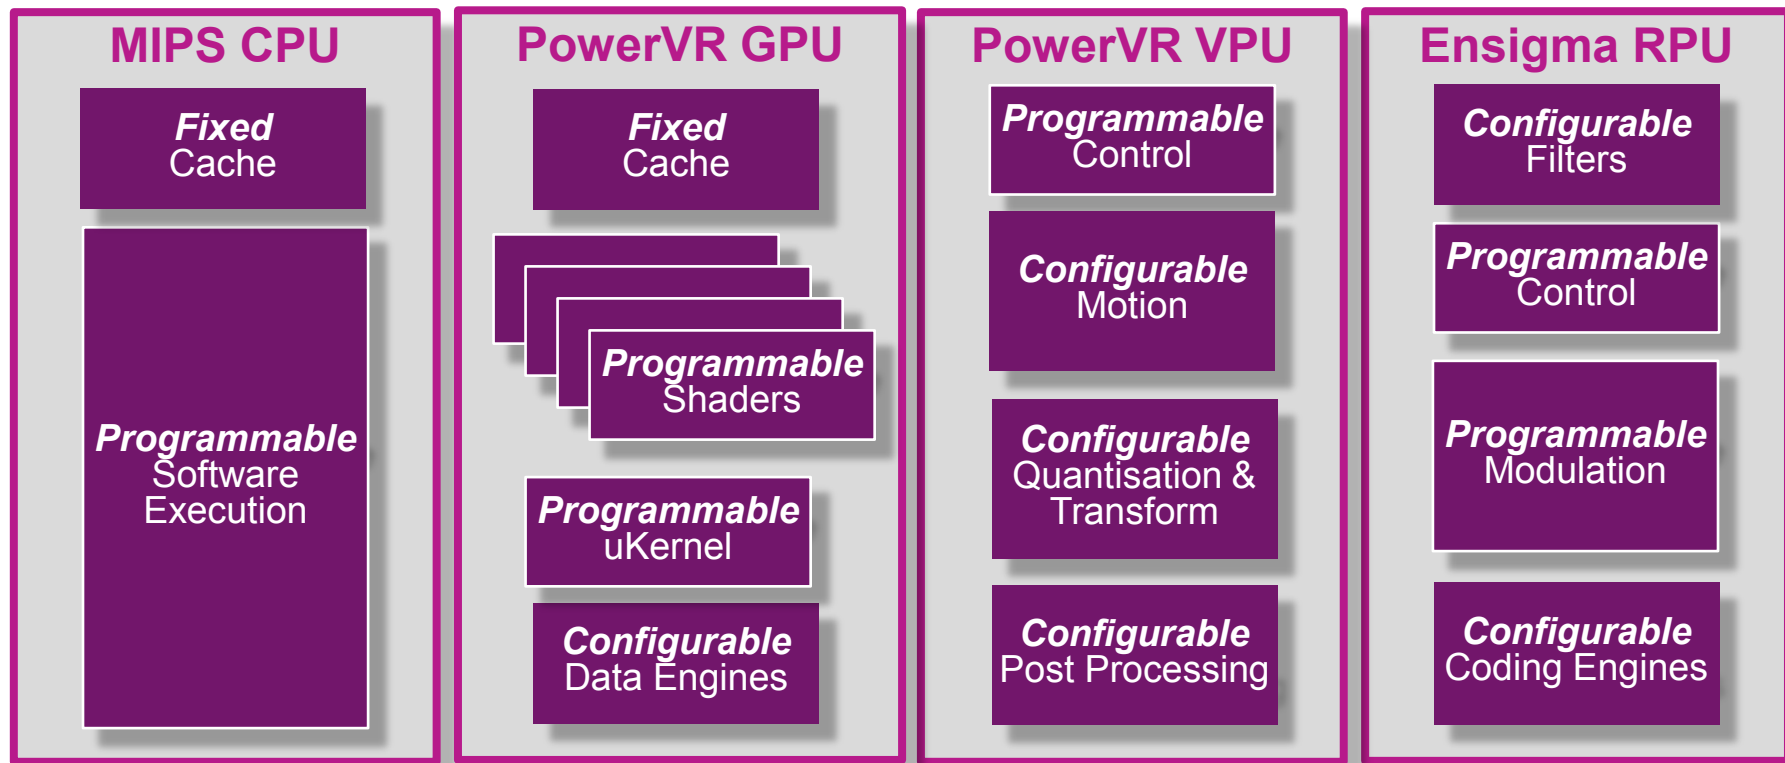 MIPS CPU
Fixed
Cache
Programmable
Software
Execution
PowerVR GPU
Fixed
Cache
Programmable
Shaders
Programmable
uKernel
Configurable
Data Engines
PowerVR VPU
Programmable
Control
Configurable
Motion
Configurable
Quantisation &
Transform
Configurable
Post Processing
Ensigma RPU
Configurable
Filters
Programmable
Control
Programmable
Modulation
Configurable
Coding Engines